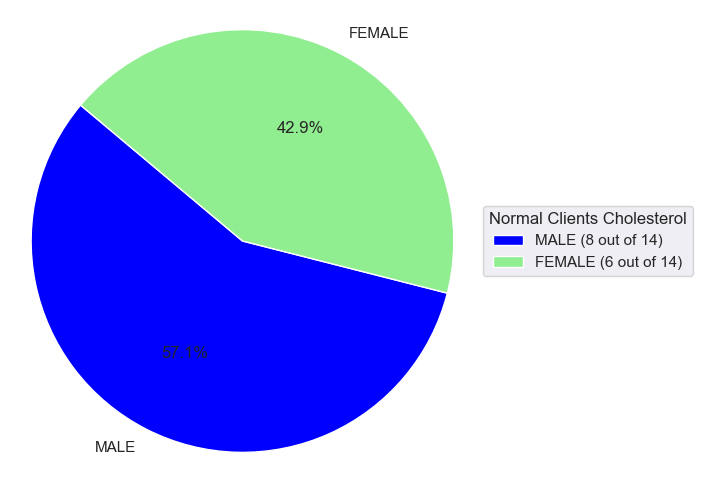 FEMALE
42.9%
Normal Clients Cholesterol
MALE (8 out of 14)
FEMALE (6 out of 14)
57.1%
MALE